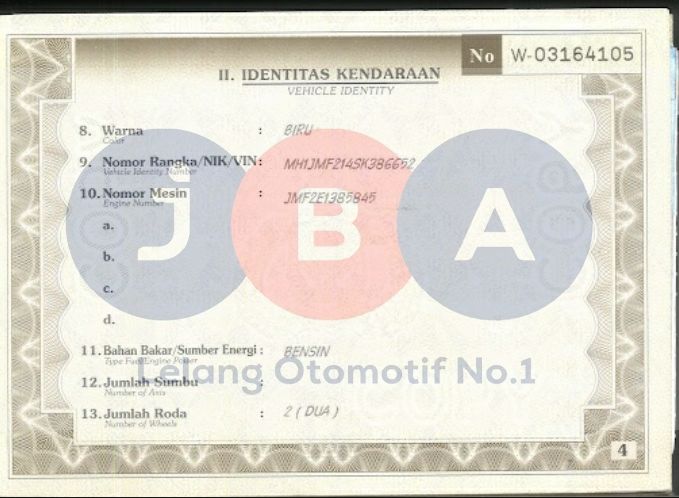 No W-03164105
II. IDENTITAS KENDARAAN
VEHICLE IDENTITY
8. Warna : BIRU
Color
9. Nomor Rangka/NIK/VIN: MH1JMF214SK386652
Vehicle Identity Number
10. Nomor Mesin : JMF2E1385845
Engine Number
a.
b.
c.
d.
J B A
11. Bahan Bakar/Sumber Energi : BENSIN
Type Fuel/Engine Power
Lelang Otomotif No.1
12. Jumlah Sumbu :
Number of Axis
13. Jumlah Roda : 2 ( DUA )
Number of Wheels
4